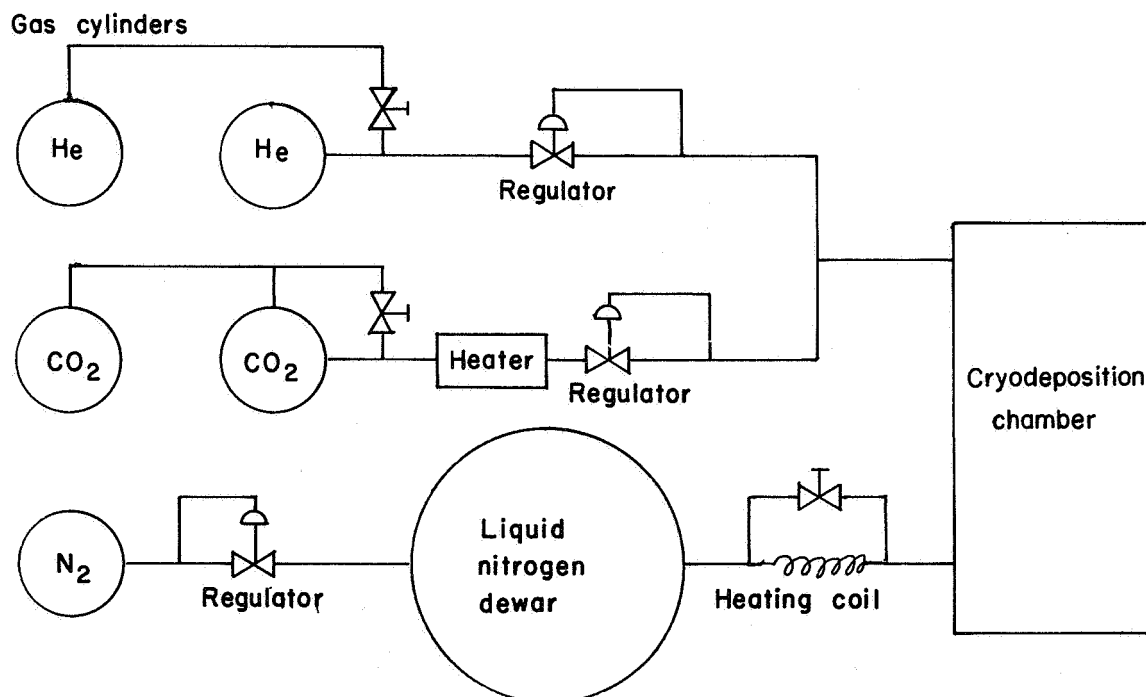 Gas cylinders
He
He
Regulator
CO2
CO2
Heater
Regulator
Cryodeposition
chamber
N2
Regulator
Liquid
nitrogen
dewar
Heating coil